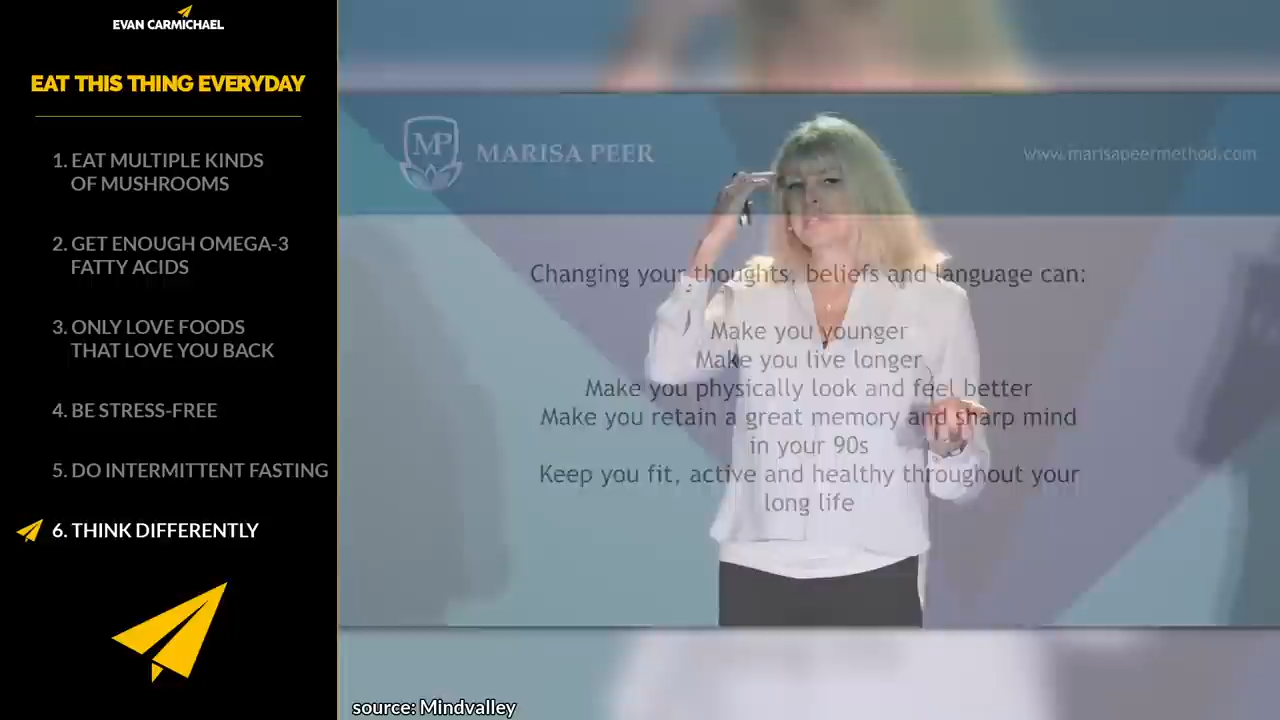 EVAN CARMICHAEL
EAT THIS THING EVERYDAY
1. EAT MULTIPLE KINDS
OF MUSHROOMS
2. GET ENOUGH OMEGA-3
FATTY ACIDS
3. ONLY LOVE FOODS
THAT LOVE YOU BACK
4. BE STRESS-FREE
5. DO INTERMITTENT FASTING
6. THINK DIFFERENTLY
MP
MARISA PEER
www.marisapeermethod.com
Changing your thoughts, beliefs and language can:
Make you younger
Make you live longer
Make you physically look and feel better
Make you retain a great memory and sharp mind
in your 90s
Keep you fit, active and healthy throughout your
long life
source: Mindvalley